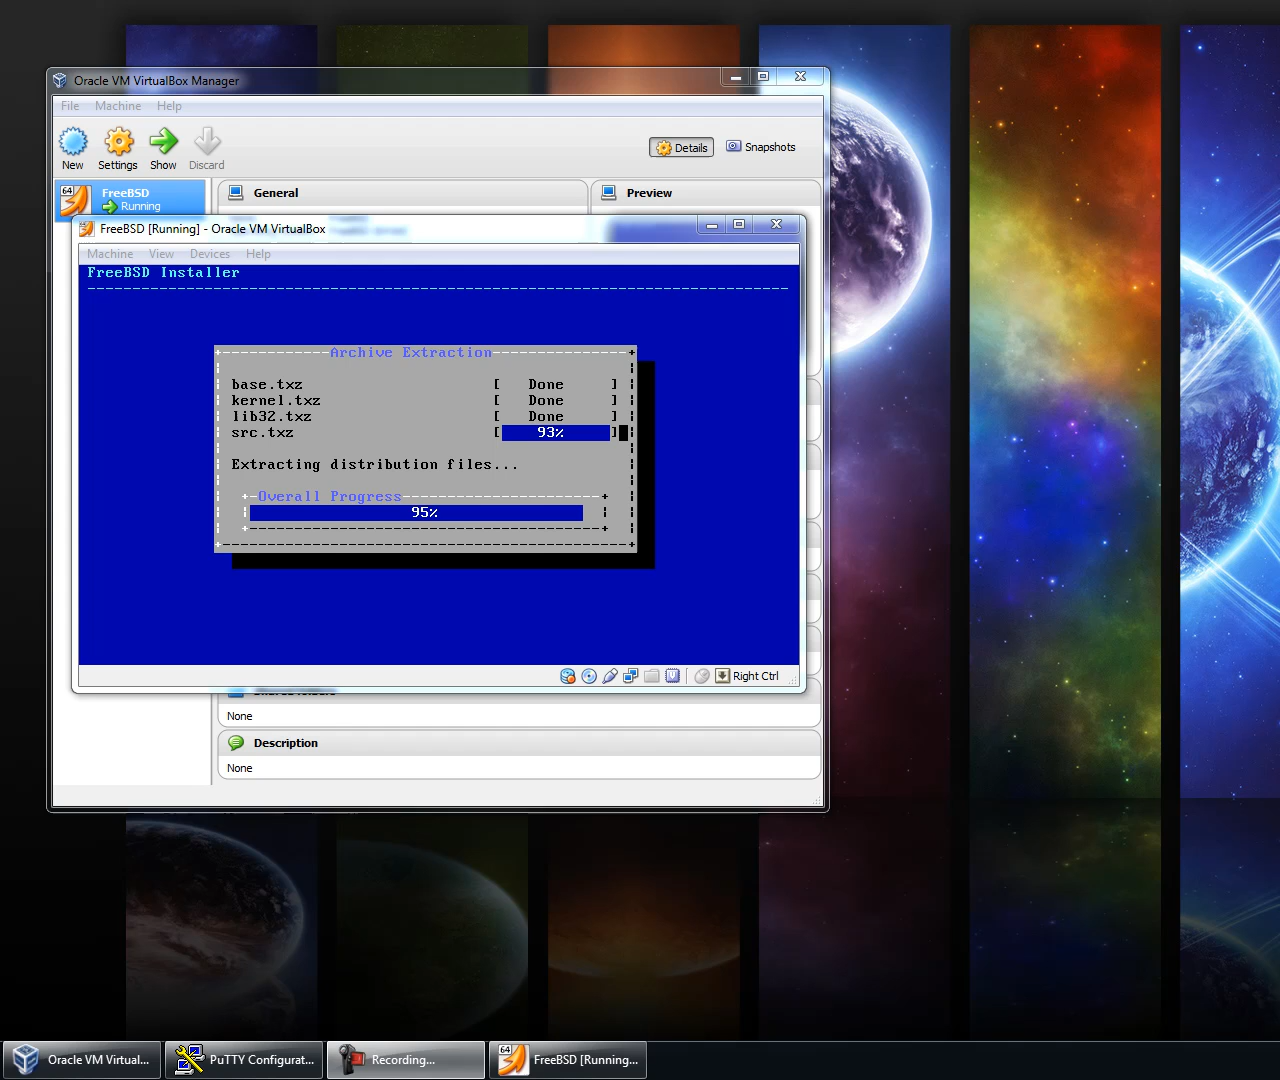 Oracle VM VirtualBox Manager
File Machine Help
New Settings Show Discard
Details Snapshots
64 FreeBSD
Running
General
Preview
FreeBSD [Running] - Oracle VM VirtualBox
Machine View Devices Help
FreeBSD Installer
Archive Extraction
base.txz [ Done ]
kernel.txz [ Done ]
lib32.txz [ Done ]
src.txz [ 93% ]
Extracting distribution files...
Overall Progress
95%
Right Ctrl
None
Description
None
Oracle VM Virtual...
PuTTY Configurat...
Recording...
64 FreeBSD [Running...